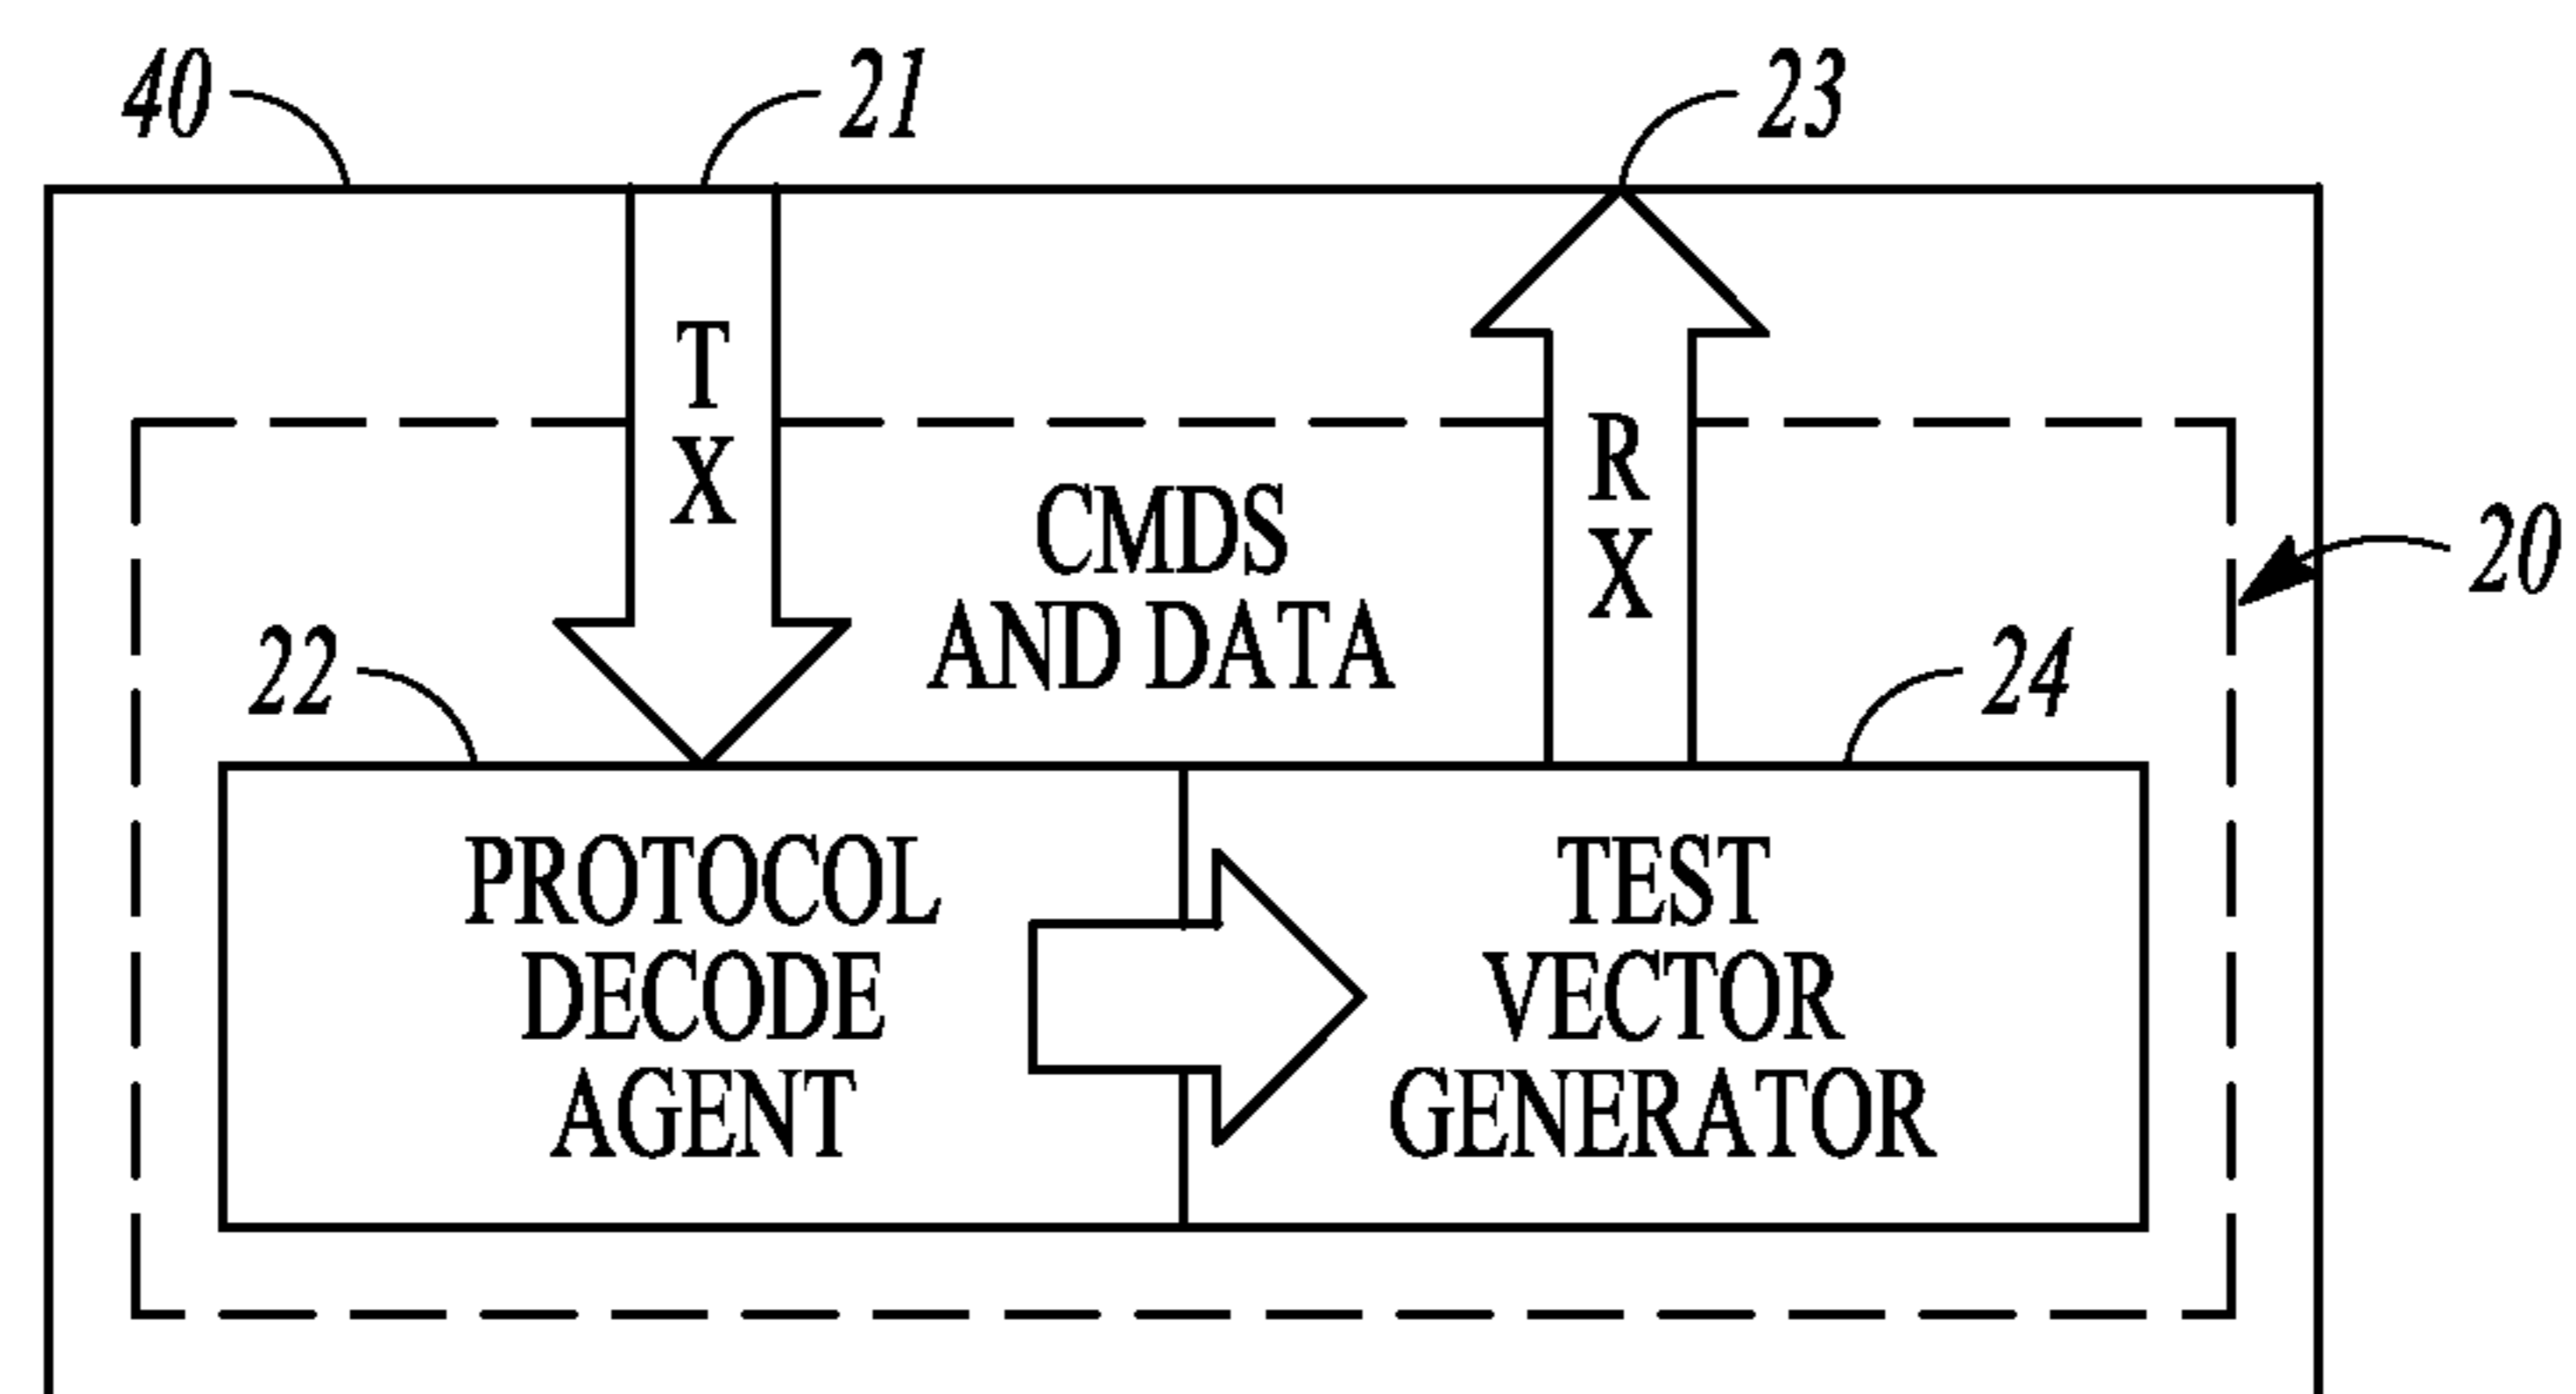 40
21
23
T
X
R
X
CMDS
AND DATA
20
22
24
PROTOCOL
DECODE
AGENT
TEST
VECTOR
GENERATOR